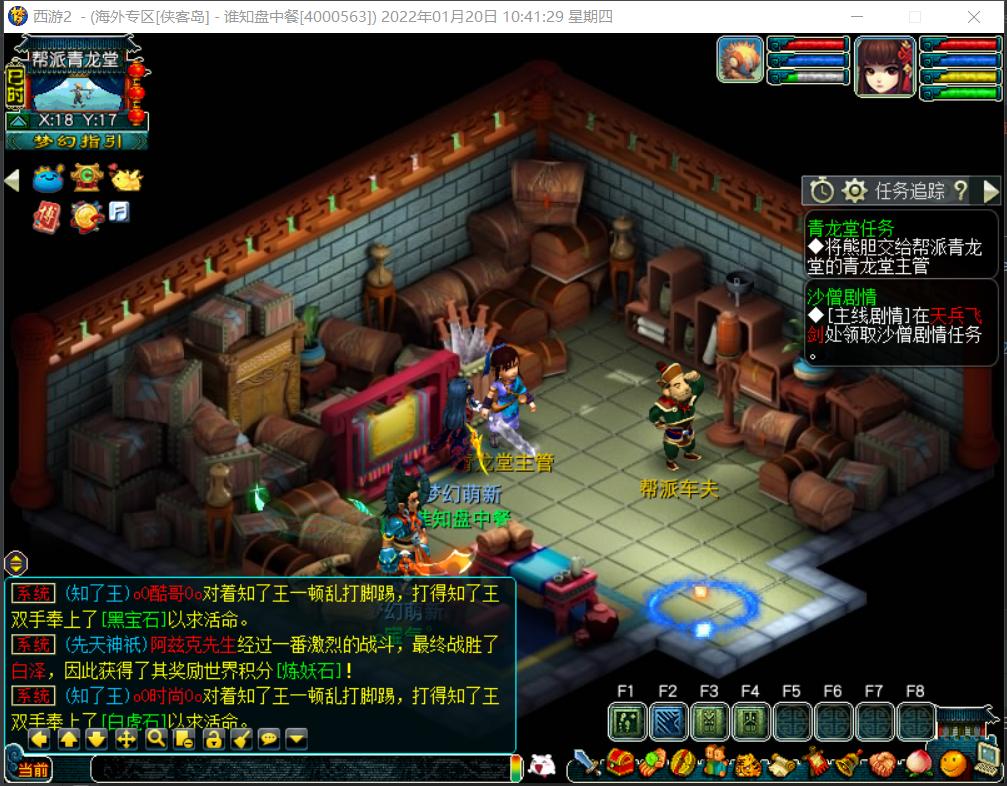 西游2 - (海外专区[侠客岛] - 谁知盘中餐[4000563]) 2022年01月20日 10:41:29 星期四
帮派青龙堂
巳时
X:18 Y:17
梦幻指引
任务追踪 ?
青龙堂任务
◆将熊胆交给帮派青龙
堂的青龙堂主管
沙僧剧情
◆[主线剧情]在天兵飞
剑处领取沙僧剧情任务
。
青龙堂主管
帮派车夫
梦幻萌新
谁知盘中餐
梦幻萌新
系统 (知了王)oO酷哥Oo对着知了王一顿乱打脚踢，打得知了王
双手奉上了[黑宝石]以求活命。
系统 (先天神祇)阿兹克先生经过一番激烈的战斗，最终战胜了
白泽，因此获得了其奖励世界积分[炼妖石]！
系统 (知了王)oO时尚Oo对着知了王一顿乱打脚踢，打得知了王
双手奉上了[白虎石]以求活命。
F1 F2 F3 F4 F5 F6 F7 F8
当前